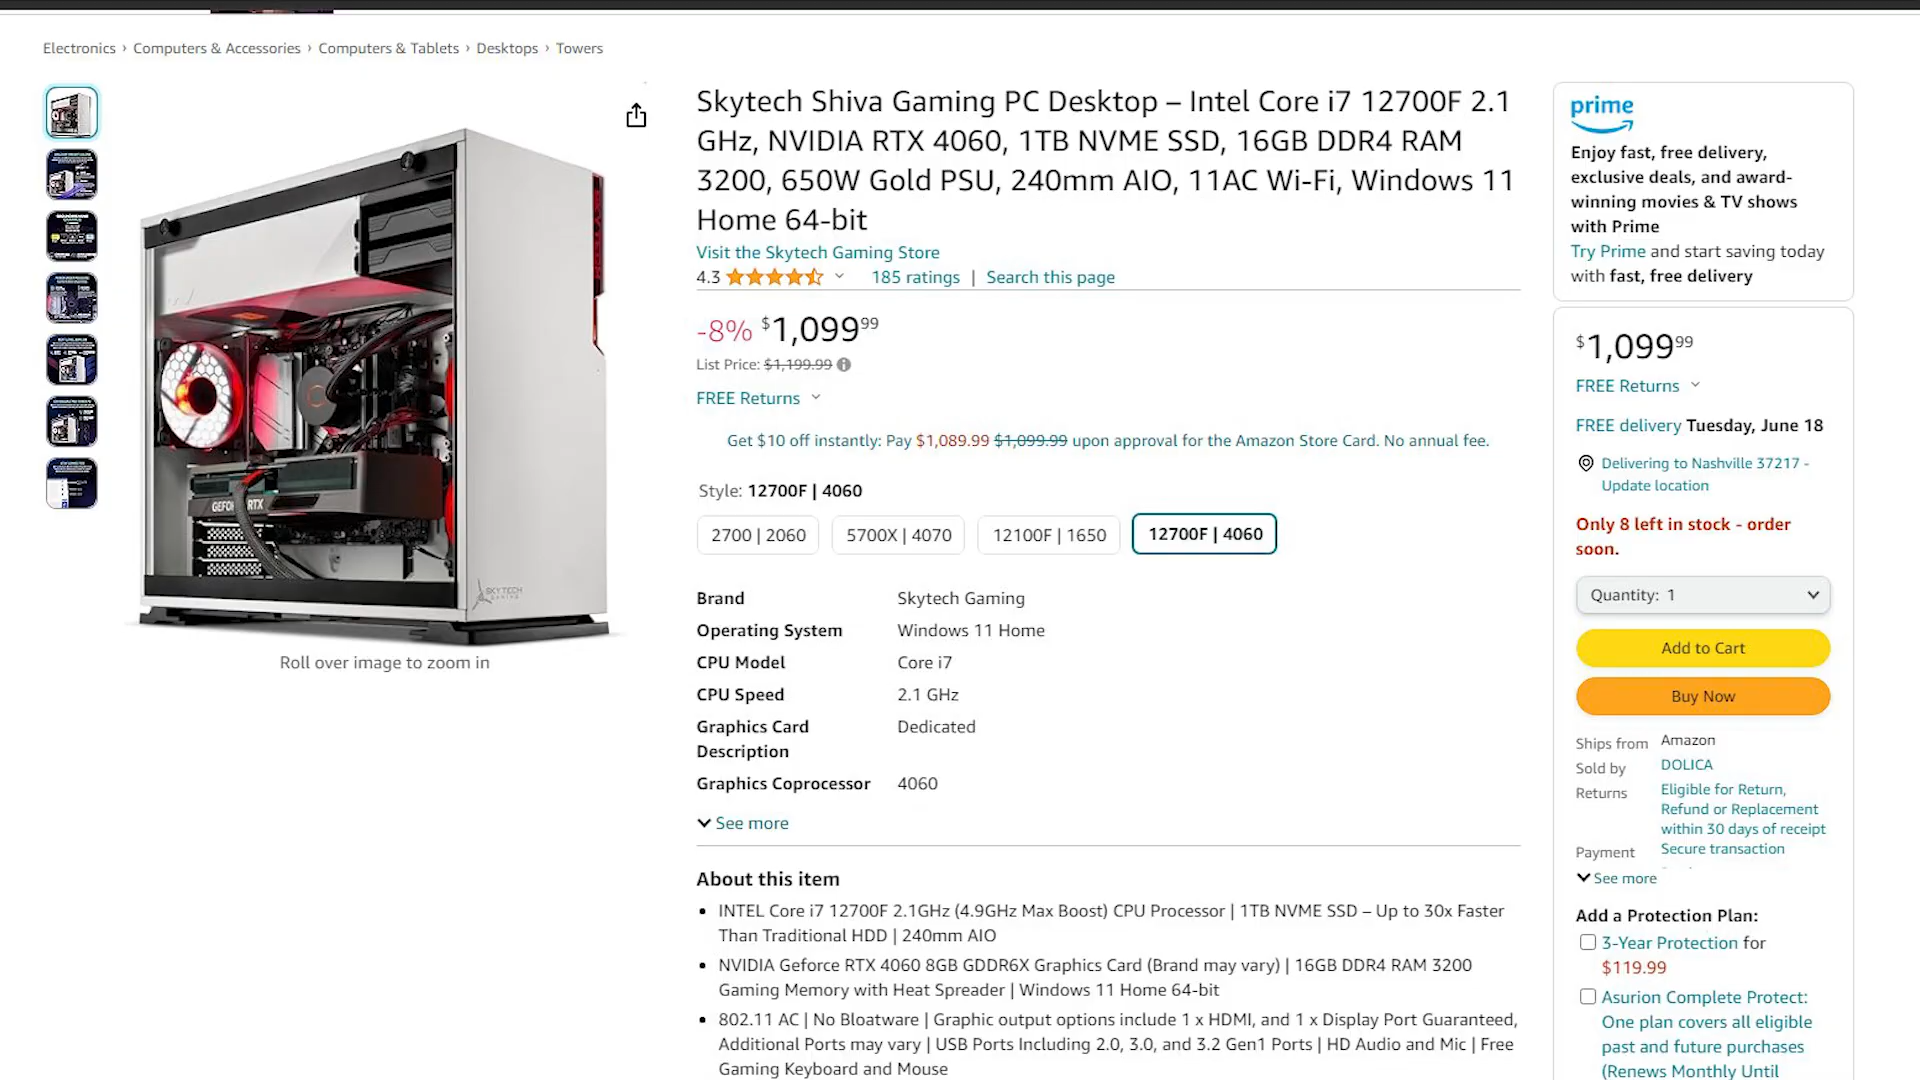 Electronics › Computers & Accessories › Computers & Tablets › Desktops › Towers
Skytech Shiva Gaming PC Desktop – Intel Core i7 12700F 2.1
GHz, NVIDIA RTX 4060, 1TB NVME SSD, 16GB DDR4 RAM
3200, 650W Gold PSU, 240mm AIO, 11AC Wi-Fi, Windows 11
Home 64-bit
Visit the Skytech Gaming Store
4.3 185 ratings | Search this page
-8% $1,099 99
List Price: $1,199.99
FREE Returns
Get $10 off instantly: Pay $1,089.99 $1,099.99 upon approval for the Amazon Store Card. No annual fee.
Style: 12700F | 4060
2700 | 2060 5700X | 4070 12100F | 1650 12700F | 4060
Brand Skytech Gaming
Operating System Windows 11 Home
CPU Model Core i7
CPU Speed 2.1 GHz
Graphics Card Dedicated
Description
Graphics Coprocessor 4060
See more
About this item
• INTEL Core i7 12700F 2.1GHz (4.9GHz Max Boost) CPU Processor | 1TB NVME SSD – Up to 30x Faster
Than Traditional HDD | 240mm AIO
• NVIDIA Geforce RTX 4060 8GB GDDR6X Graphics Card (Brand may vary) | 16GB DDR4 RAM 3200
Gaming Memory with Heat Spreader | Windows 11 Home 64-bit
• 802.11 AC | No Bloatware | Graphic output options include 1 x HDMI, and 1 x Display Port Guaranteed,
Additional Ports may vary | USB Ports Including 2.0, 3.0, and 3.2 Gen1 Ports | HD Audio and Mic | Free
Gaming Keyboard and Mouse
GEFORCE RTX
SKYTECH
GAMING
Roll over image to zoom in
prime
Enjoy fast, free delivery,
exclusive deals, and award-
winning movies & TV shows
with Prime
Try Prime and start saving today
with fast, free delivery
$1,099 99
FREE Returns
FREE delivery Tuesday, June 18
Delivering to Nashville 37217 -
Update location
Only 8 left in stock - order
soon.
Quantity: 1
Add to Cart
Buy Now
Ships from Amazon
Sold by DOLICA
Returns Eligible for Return,
Refund or Replacement
within 30 days of receipt
Payment Secure transaction
See more
Add a Protection Plan:
3-Year Protection for
$119.99
Asurion Complete Protect:
One plan covers all eligible
past and future purchases
(Renews Monthly Until